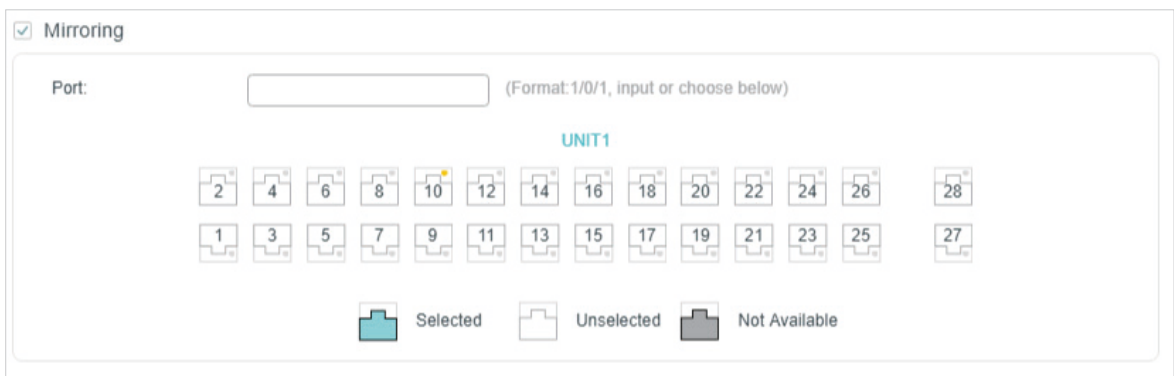 Mirroring
Port: (Format:1/0/1, input or choose below)
UNIT1
2 4 6 8 10 12 14 16 18 20 22 24 26 28
1 3 5 7 9 11 13 15 17 19 21 23 25 27
Selected Unselected Not Available